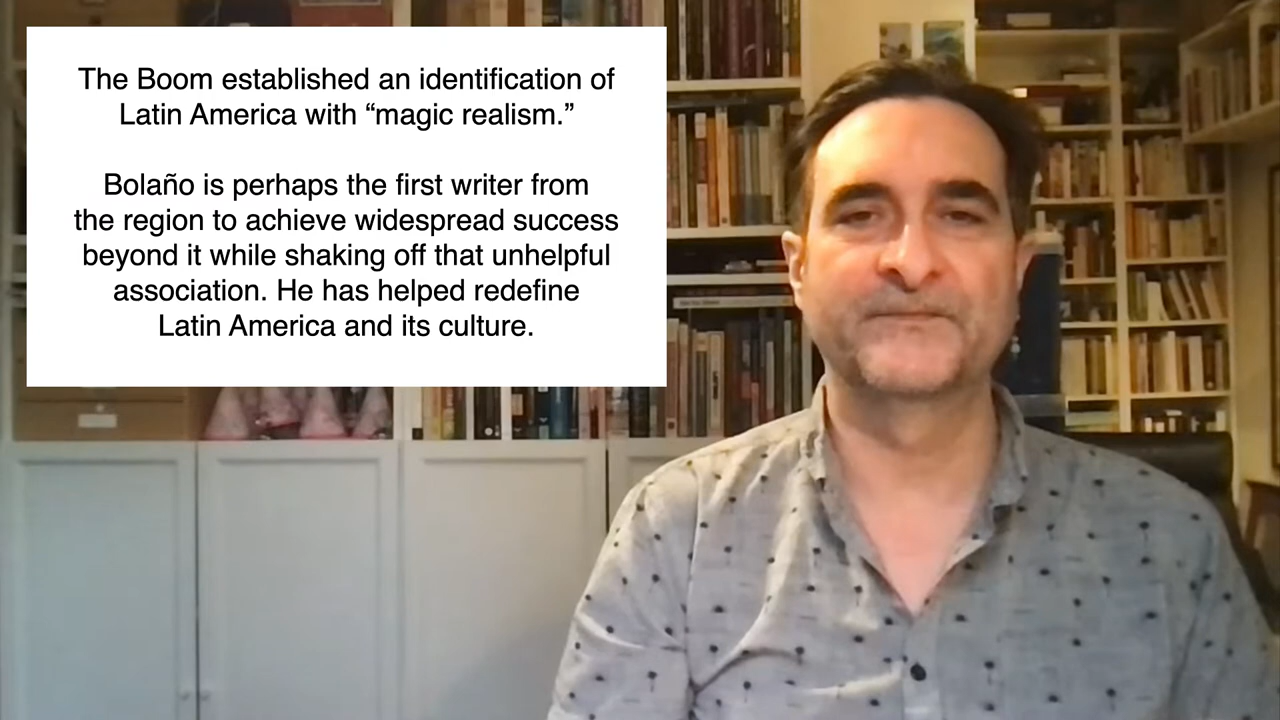 The Boom established an identification of
Latin America with “magic realism.”
Bolaño is perhaps the first writer from
the region to achieve widespread success
beyond it while shaking off that unhelpful
association. He has helped redefine
Latin America and its culture.